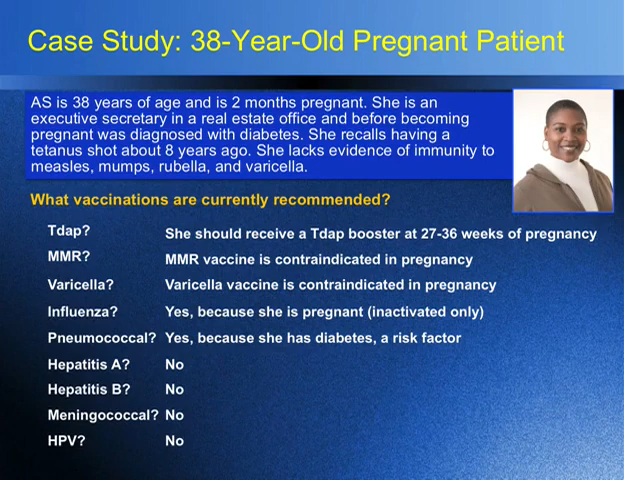 Case Study: 38-Year-Old Pregnant Patient
AS is 38 years of age and is 2 months pregnant. She is an
executive secretary in a real estate office and before becoming
pregnant was diagnosed with diabetes. She recalls having a
tetanus shot about 8 years ago. She lacks evidence of immunity to
measles, mumps, rubella, and varicella.
What vaccinations are currently recommended?
Tdap? She should receive a Tdap booster at 27-36 weeks of pregnancy
MMR? MMR vaccine is contraindicated in pregnancy
Varicella? Varicella vaccine is contraindicated in pregnancy
Influenza? Yes, because she is pregnant (inactivated only)
Pneumococcal? Yes, because she has diabetes, a risk factor
Hepatitis A? No
Hepatitis B? No
Meningococcal? No
HPV? No